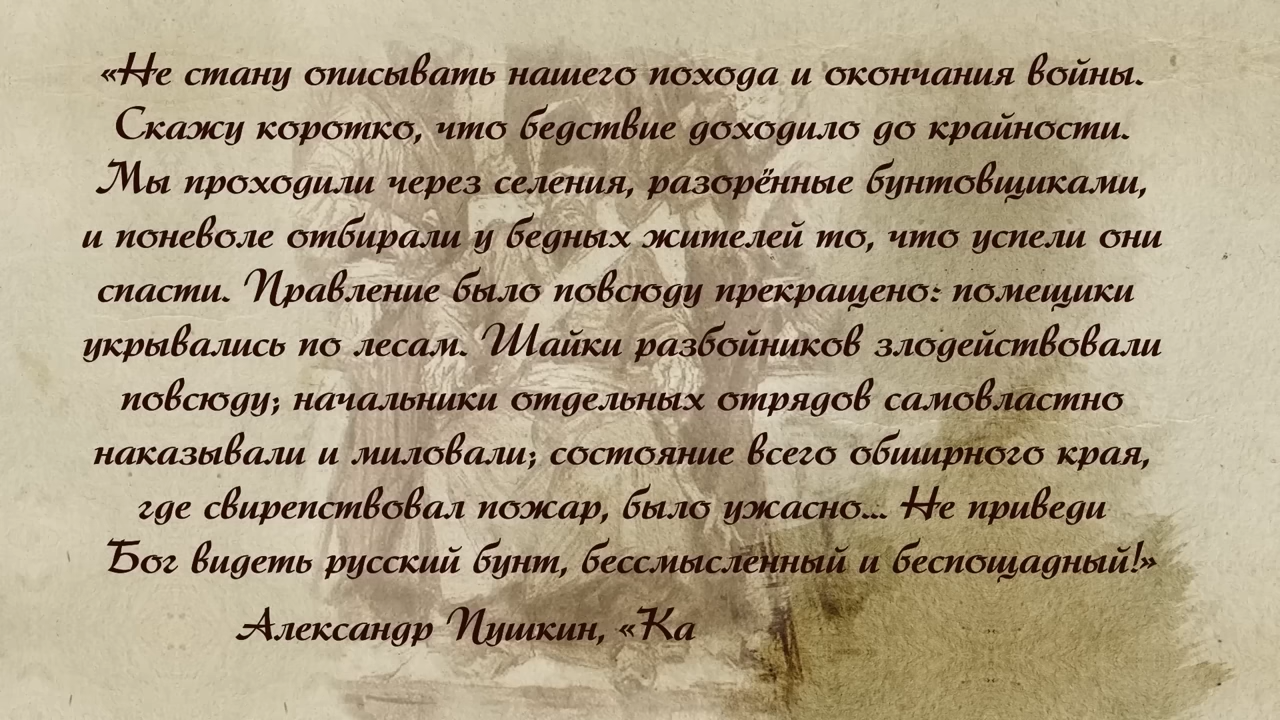 «Не стану описывать нашего похода и окончания войны.
Скажу коротко, что бедствие доходило до крайности.
Мы проходили через селения, разорённые бунтовщиками,
и поневоле отбирали у бедных жителей то, что успели они
спасти. Правление было повсюду прекращено: помещики
укрывались по лесам. Шайки разбойников злодействовали
повсюду; начальники отдельных отрядов самовластно
наказывали и миловали; состояние всего обширного края,
где свирепствовал пожар, было ужасно... Не приведи
Бог видеть русский бунт, бессмысленный и беспощадный!»
Александр Пушкин, «Ка